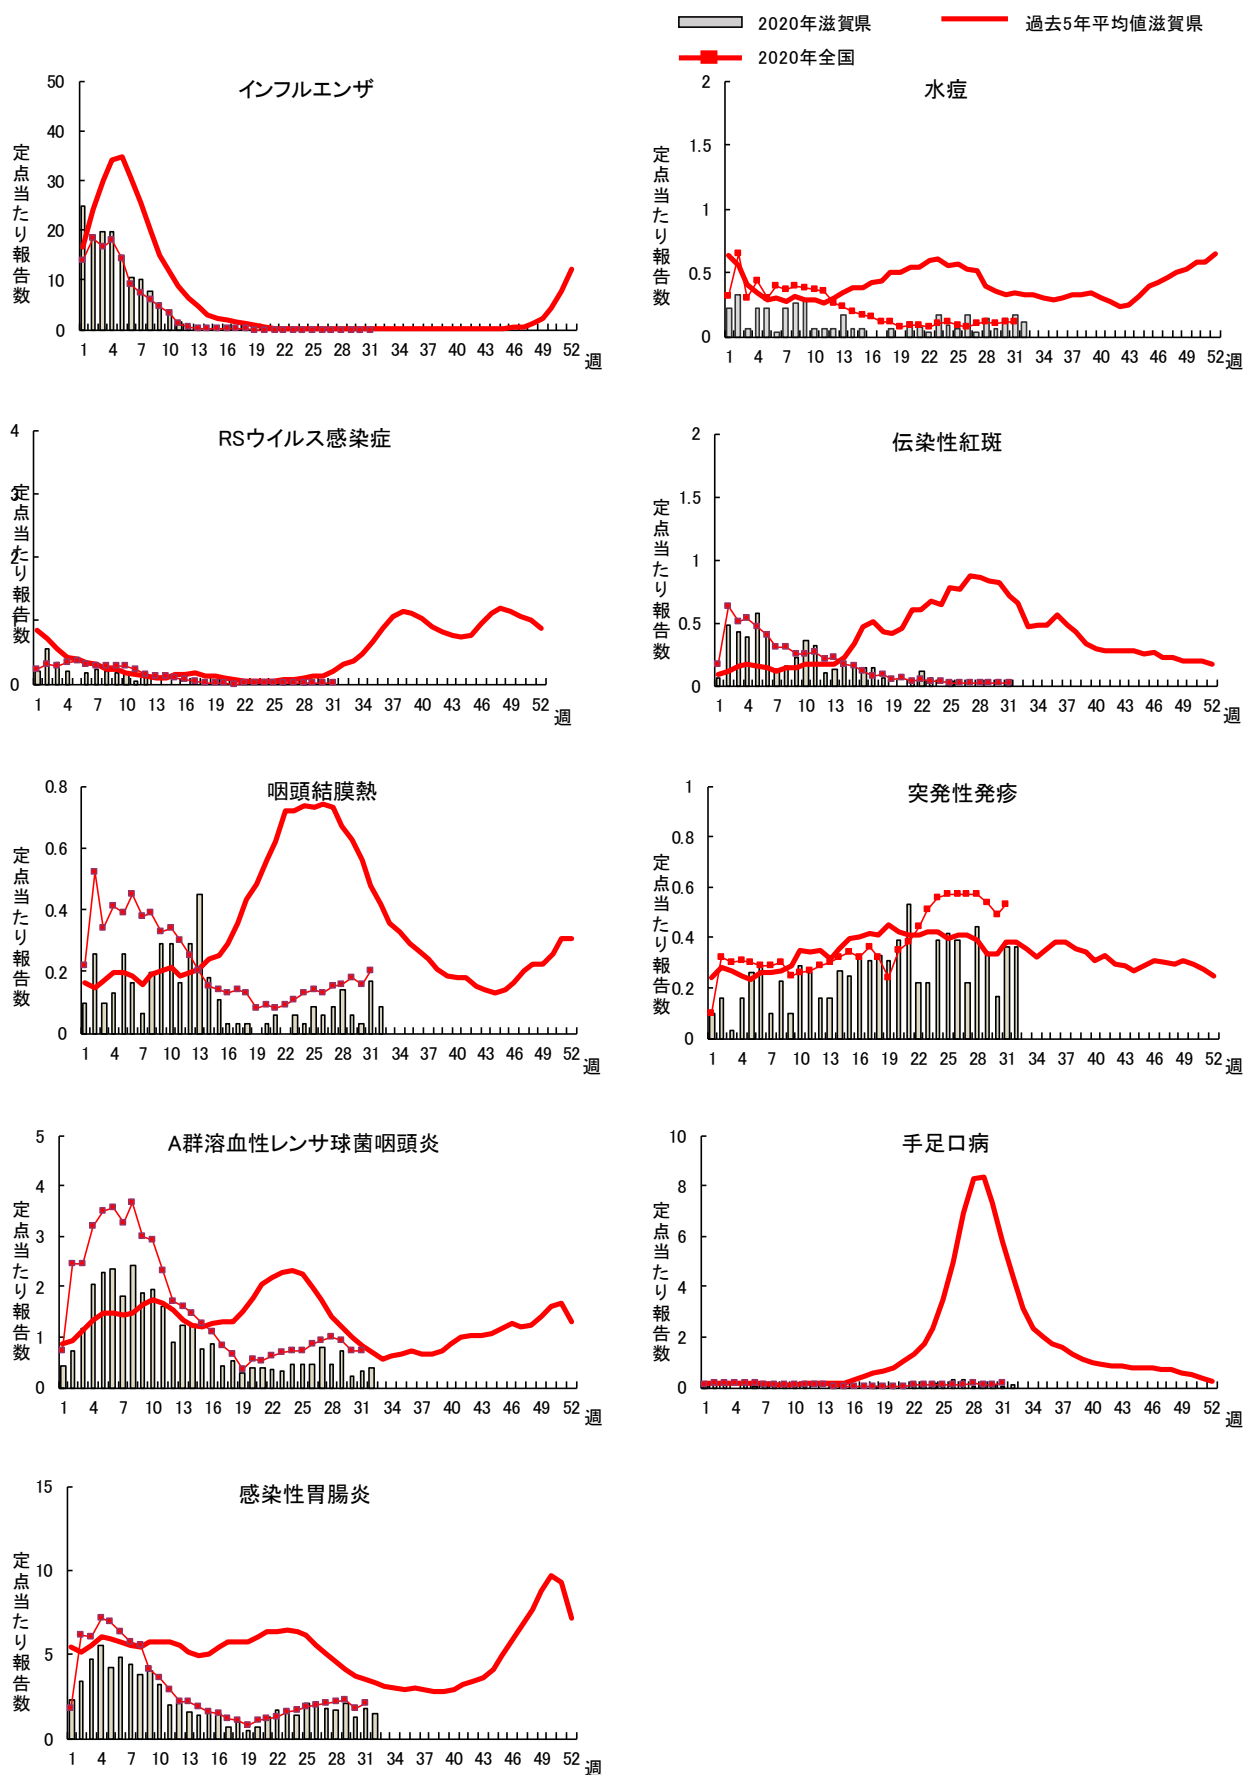 2020年滋賀県
過去5年平均値滋賀県
2020年全国
インフルエンザ
定点当たり報告数
50
40
30
20
10
0
1 4 7 10 13 16 19 22 25 28 31 34 37 40 43 46 49 52 週
水痘
定点当たり報告数
2
1.5
1
0.5
0
1 4 7 10 13 16 19 22 25 28 31 34 37 40 43 46 49 52 週
RSウイルス感染症
定点当たり報告数
4
3
2
1
0
1 4 7 10 13 16 19 22 25 28 31 34 37 40 43 46 49 52 週
伝染性紅斑
定点当たり報告数
2
1.5
1
0.5
0
1 4 7 10 13 16 19 22 25 28 31 34 37 40 43 46 49 52 週
咽頭結膜熱
定点当たり報告数
0.8
0.6
0.4
0.2
0
1 4 7 10 13 16 19 22 25 28 31 34 37 40 43 46 49 52 週
突発性発疹
定点当たり報告数
1
0.8
0.6
0.4
0.2
0
1 4 7 10 13 16 19 22 25 28 31 34 37 40 43 46 49 52 週
A群溶血性レンサ球菌咽頭炎
定点当たり報告数
5
4
3
2
1
0
1 4 7 10 13 16 19 22 25 28 31 34 37 40 43 46 49 52 週
手足口病
定点当たり報告数
10
8
6
4
2
0
1 4 7 10 13 16 19 22 25 28 31 34 37 40 43 46 49 52 週
感染性胃腸炎
定点当たり報告数
15
10
5
0
1 4 7 10 13 16 19 22 25 28 31 34 37 40 43 46 49 52 週